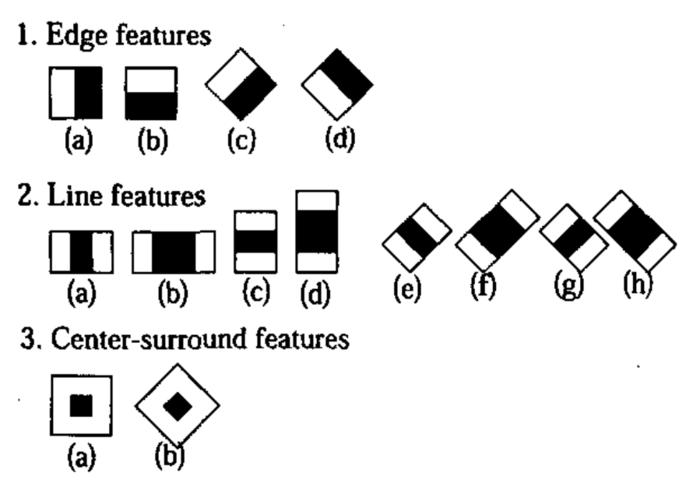 1. Edge features
(a) (b) (c) (d)
2. Line features
(a) (b) (c) (d) (e) (f) (g) (h)
3. Center-surround features
(a) (b)